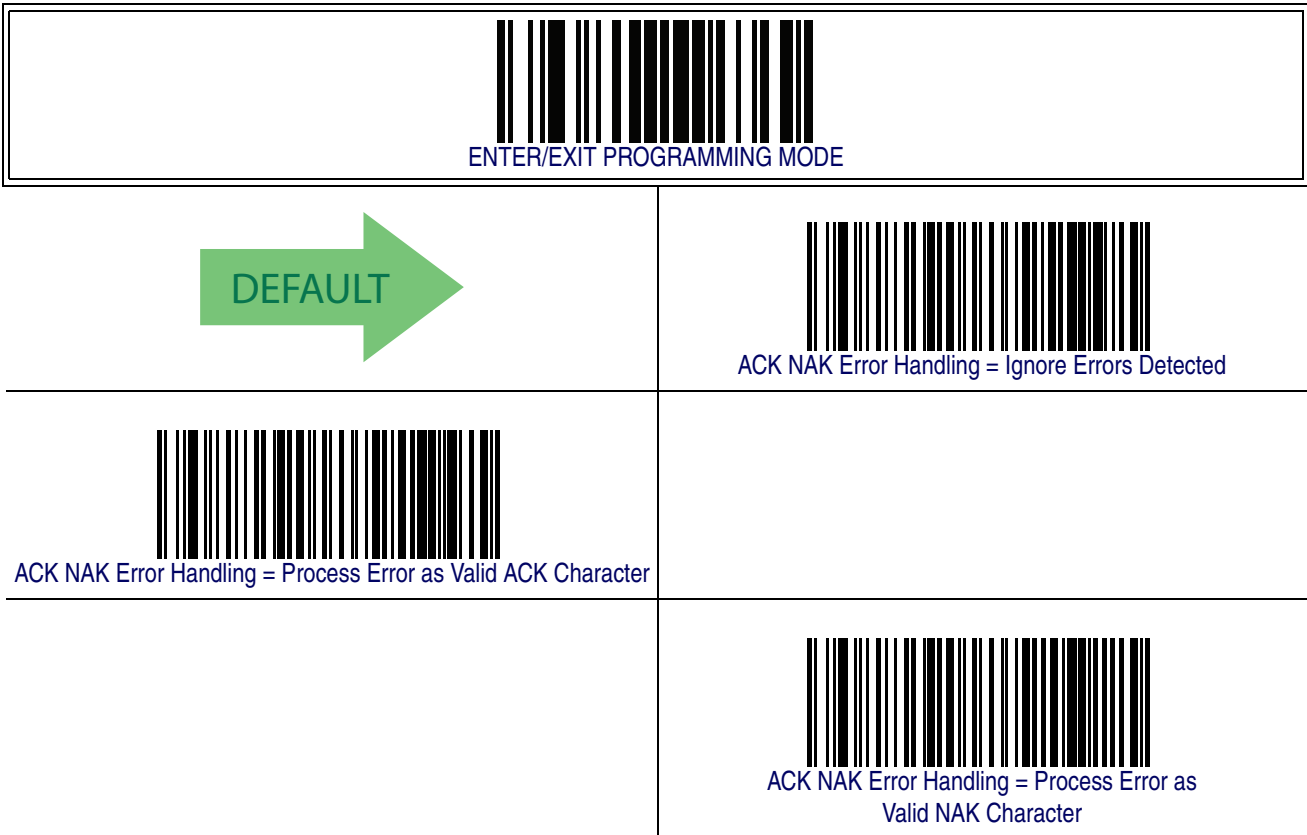 ENTER/EXIT PROGRAMMING MODE
DEFAULT
ACK NAK Error Handling = Ignore Errors Detected
ACK NAK Error Handling = Process Error as Valid ACK Character
ACK NAK Error Handling = Process Error as
Valid NAK Character